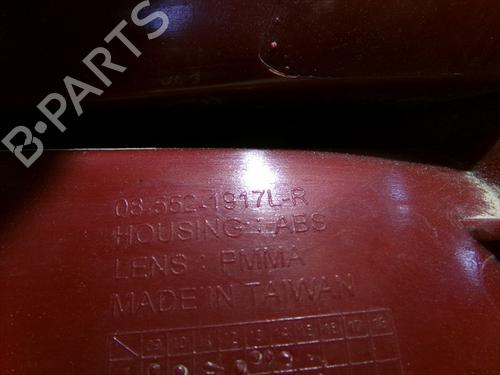 B-PARTS
08-552-1917L-R
HOUSING : ABS
LENS : PMMA
MADE IN TAIWAN